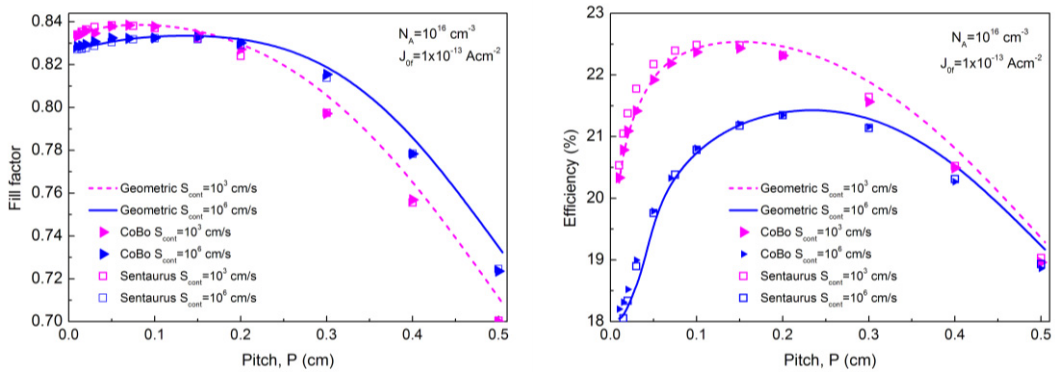 0.84
0.82
0.80
0.78
0.76
0.74
0.72
0.70
Fill factor
N_A=10^16 cm^-3
J_0r=1x10^-13 Acm^-2
Geometric S_cont=10^3 cm/s
Geometric S_cont=10^6 cm/s
CoBo S_cont=10^3 cm/s
CoBo S_cont=10^6 cm/s
Sentaurus S_cont=10^3 cm/s
Sentaurus S_cont=10^6 cm/s
0.0 0.1 0.2 0.3 0.4 0.5
Pitch, P (cm)
23
22
21
20
19
18
Efficiency (%)
N_A=10^16 cm^-3
J_0r=1x10^-13 Acm^-2
Geometric S_cont=10^3 cm/s
Geometric S_cont=10^6 cm/s
CoBo S_cont=10^3 cm/s
CoBo S_cont=10^6 cm/s
Sentaurus S_cont=10^3 cm/s
Sentaurus S_cont=10^6 cm/s
0.0 0.1 0.2 0.3 0.4 0.5
Pitch, P (cm)